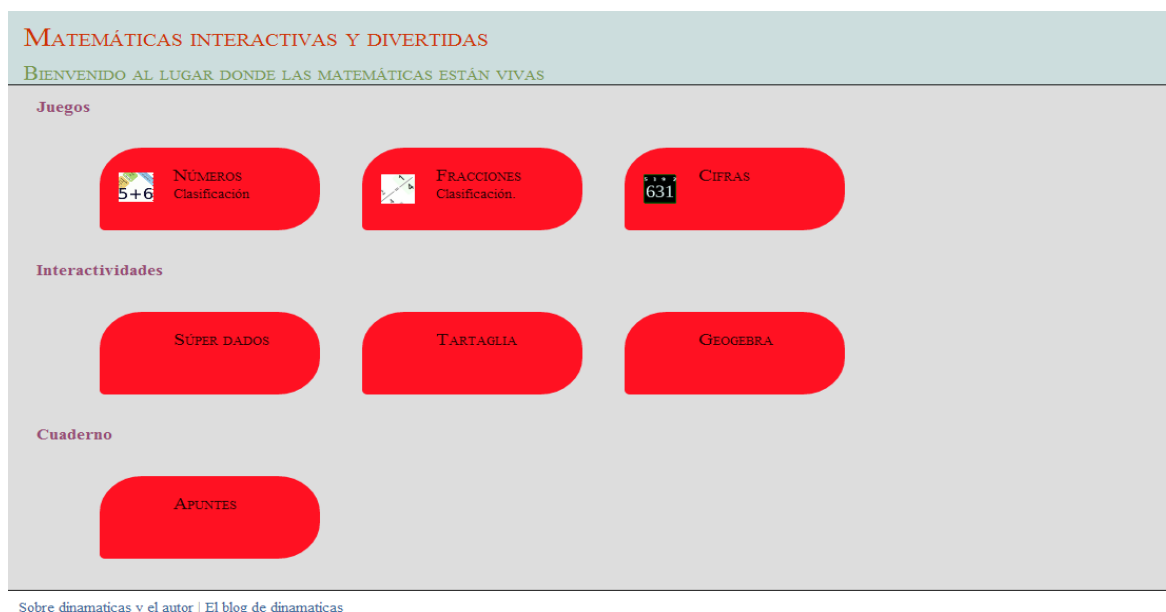 Matemáticas interactivas y divertidas
Bienvenido al lugar donde las matemáticas están vivas
Juegos
5+6
Números
Clasificación
Fracciones
Clasificación.
631
Cifras
Interactividades
Súper dados
Tartaglia
Geogebra
Cuaderno
Apuntes
Sobre dinamaticas y el autor | El blog de dinamaticas